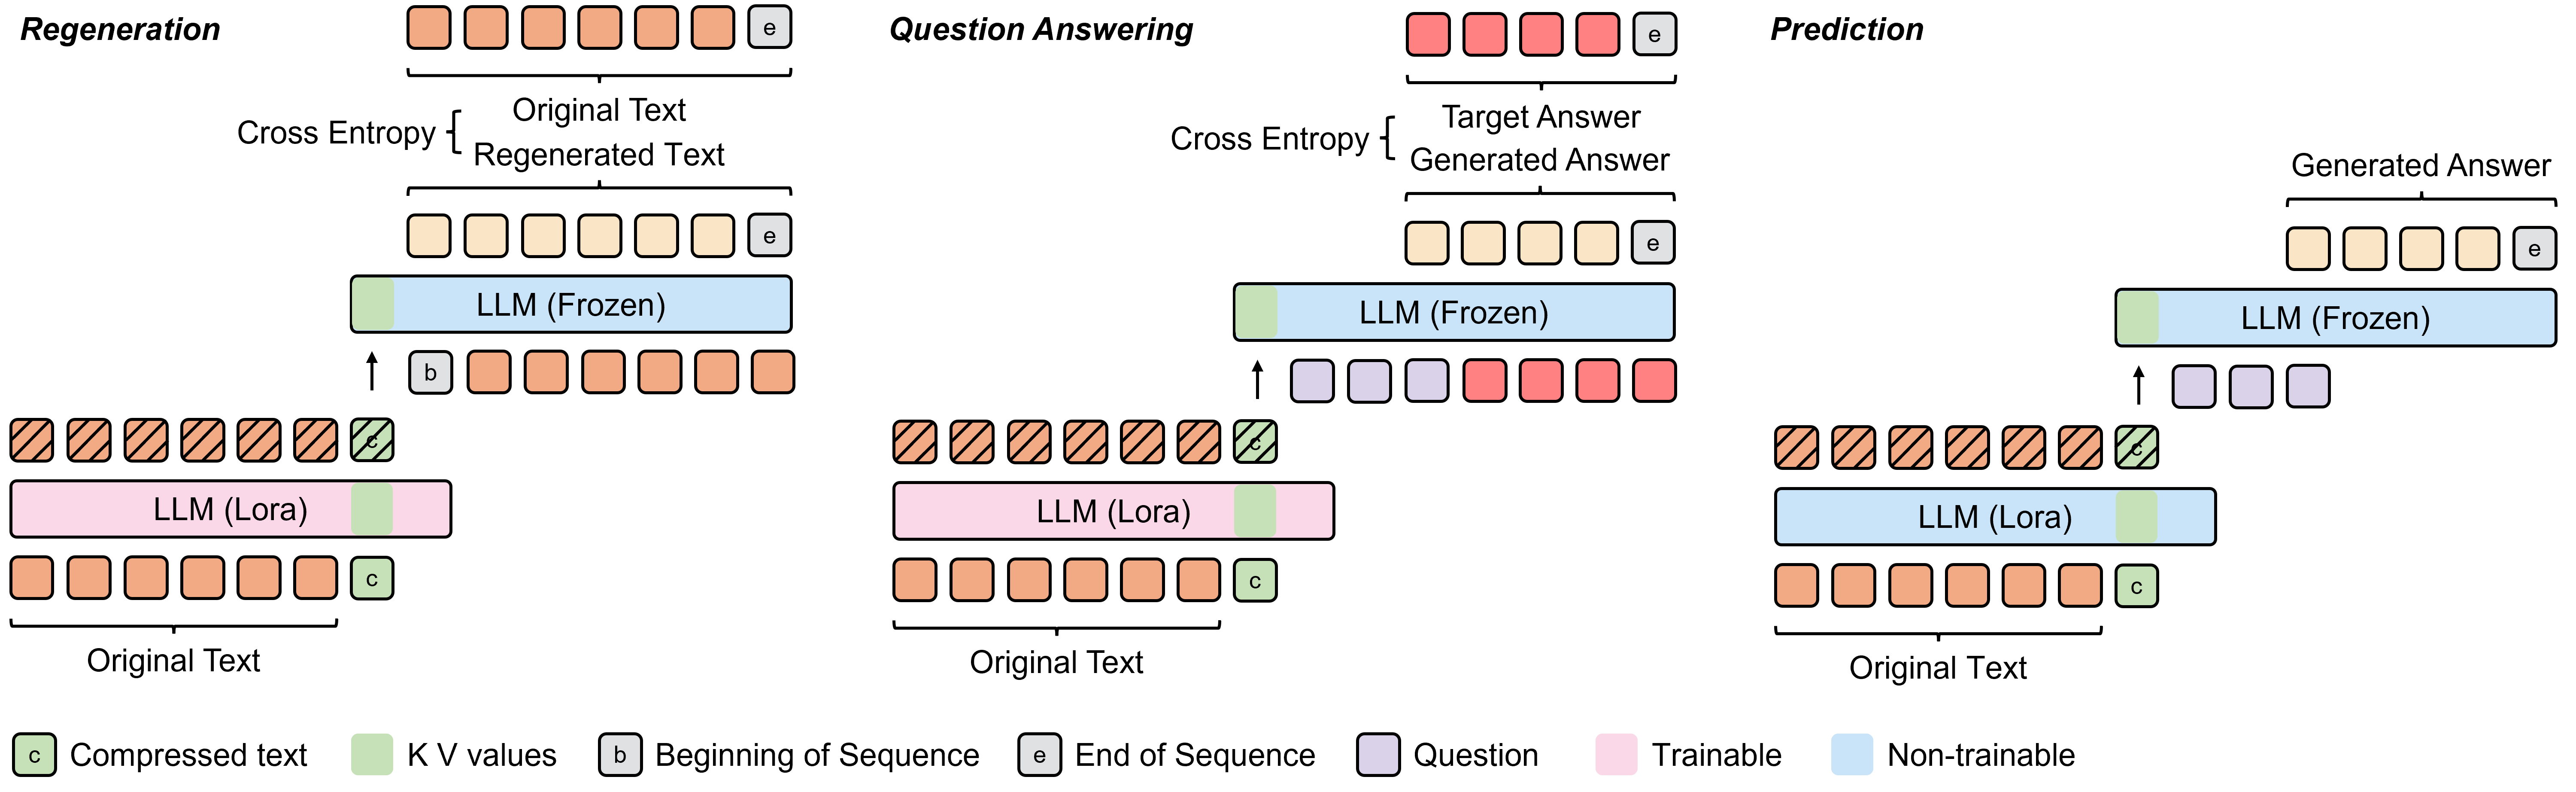 Regeneration
e
Original Text
Cross Entropy
Regenerated Text
e
LLM (Frozen)
b
c
LLM (Lora)
c
Original Text
Question Answering
e
Target Answer
Cross Entropy
Generated Answer
e
LLM (Frozen)
c
LLM (Lora)
c
Original Text
Prediction
Generated Answer
e
LLM (Frozen)
c
LLM (Lora)
c
Original Text
c Compressed text K V values b Beginning of Sequence e End of Sequence Question Trainable Non-trainable